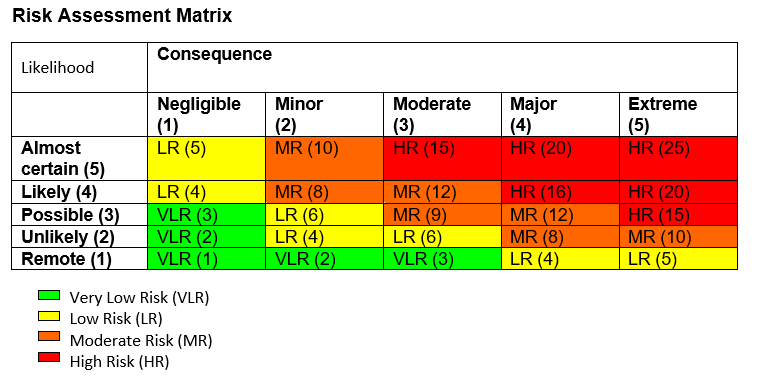 Risk Assessment Matrix
Likelihood Consequence
Negligible (1) Minor (2) Moderate (3) Major (4) Extreme (5)
Almost certain (5) LR (5) MR (10) HR (15) HR (20) HR (25)
Likely (4) LR (4) MR (8) MR (12) HR (16) HR (20)
Possible (3) VLR (3) LR (6) MR (9) MR (12) HR (15)
Unlikely (2) VLR (2) LR (4) LR (6) MR (8) MR (10)
Remote (1) VLR (1) VLR (2) VLR (3) LR (4) LR (5)
Very Low Risk (VLR)
Low Risk (LR)
Moderate Risk (MR)
High Risk (HR)